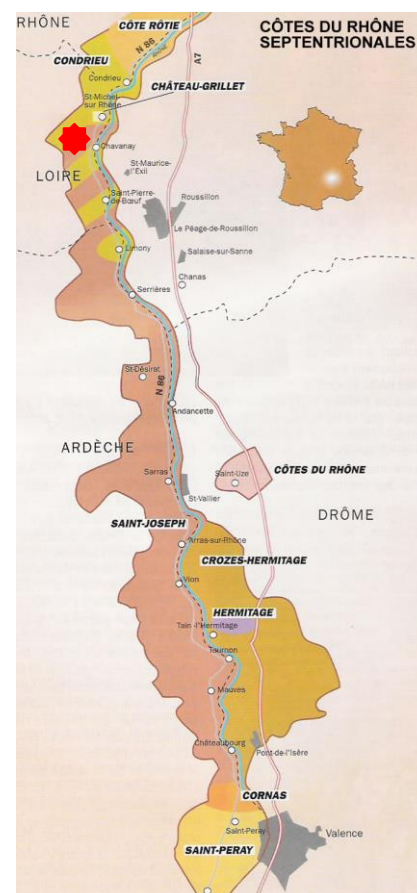 RHÔNE
CÔTES DU RHÔNE
SEPTENTRIONALES
CÔTE RÔTIE
N 86
A7
CONDRIEU
Condrieu
CHÂTEAU-GRILLET
St-Michel-
sur Rhône
Chavanay
St-Maurice-
l'Exil
LOIRE
Saint-Pierre-
de-Bœuf
Roussillon
Le Péage-de-Roussillon
Limony
Salaise-sur-Sanne
Chanas
Serrières
St-Désirat
N 86
Andancette
ARDÈCHE
CÔTES DU RHÔNE
Sarras
Saint-Uze
St-Vallier
DRÔME
SAINT-JOSEPH
Arras-sur-Rhône
CROZES-HERMITAGE
Vion
HERMITAGE
Tain-l'Hermitage
Tournon
Mauves
Châteaubourg
Pont-de-l'Isère
CORNAS
Saint-Peray
Valence
SAINT-PERAY